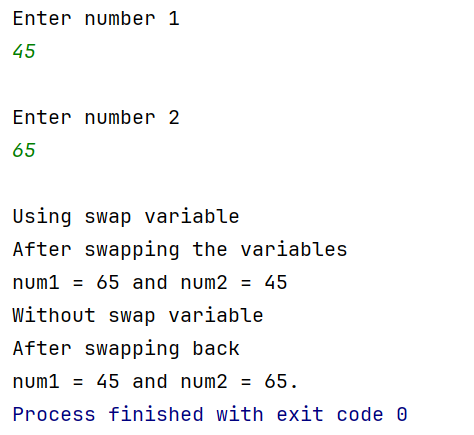 Enter number 1
45
Enter number 2
65
Using swap variable
After swapping the variables
num1 = 65 and num2 = 45
Without swap variable
After swapping back
num1 = 45 and num2 = 65.
Process finished with exit code 0